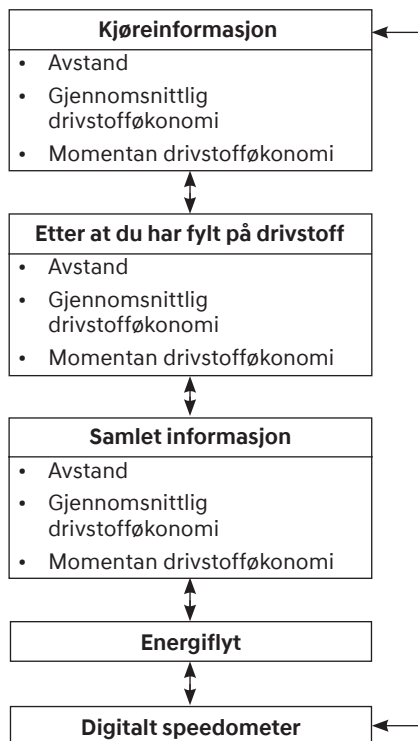 Kjøreinformasjon
• Avstand
• Gjennomsnittlig
drivstofføkonomi
• Momentan drivstofføkonomi
Etter at du har fylt på drivstoff
• Avstand
• Gjennomsnittlig
drivstofføkonomi
• Momentan drivstofføkonomi
Samlet informasjon
• Avstand
• Gjennomsnittlig
drivstofføkonomi
• Momentan drivstofføkonomi
Energiflyt
Digitalt speedometer